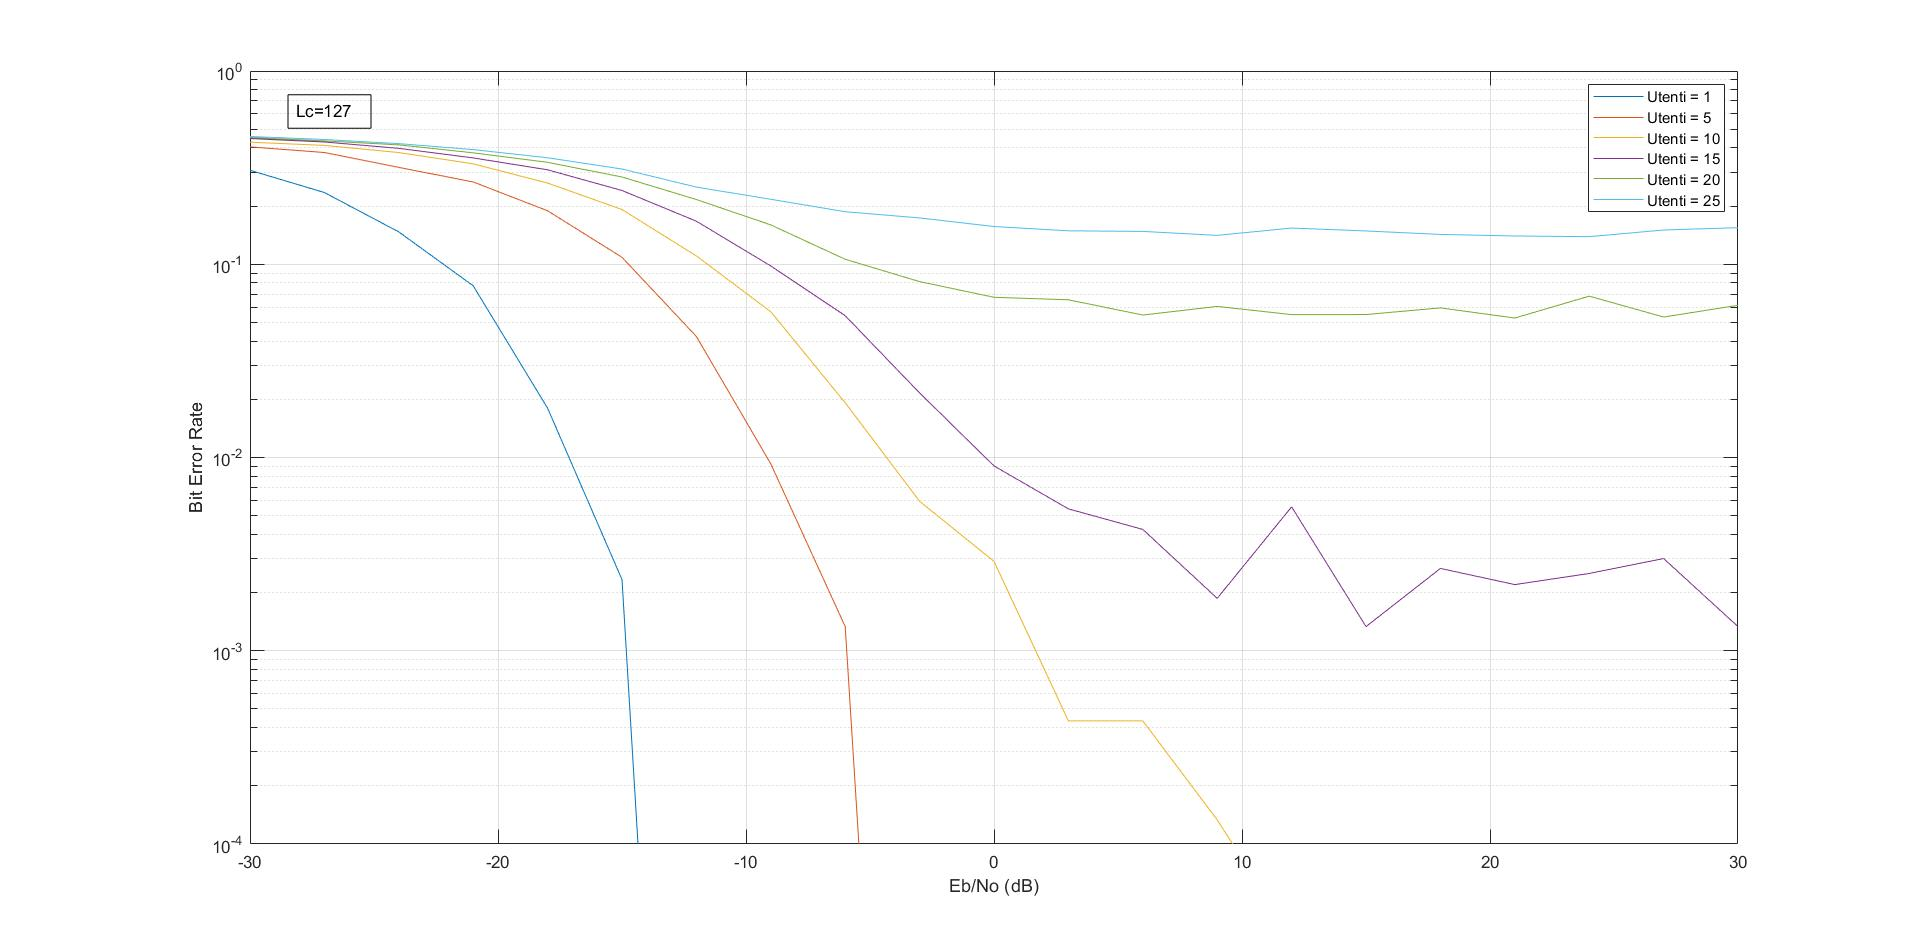 10^0
Lc=127
Utenti = 1
Utenti = 5
Utenti = 10
Utenti = 15
Utenti = 20
Utenti = 25
10^-1
10^-2
10^-3
10^-4
Bit Error Rate
-30 -20 -10 0 10 20 30
Eb/No (dB)